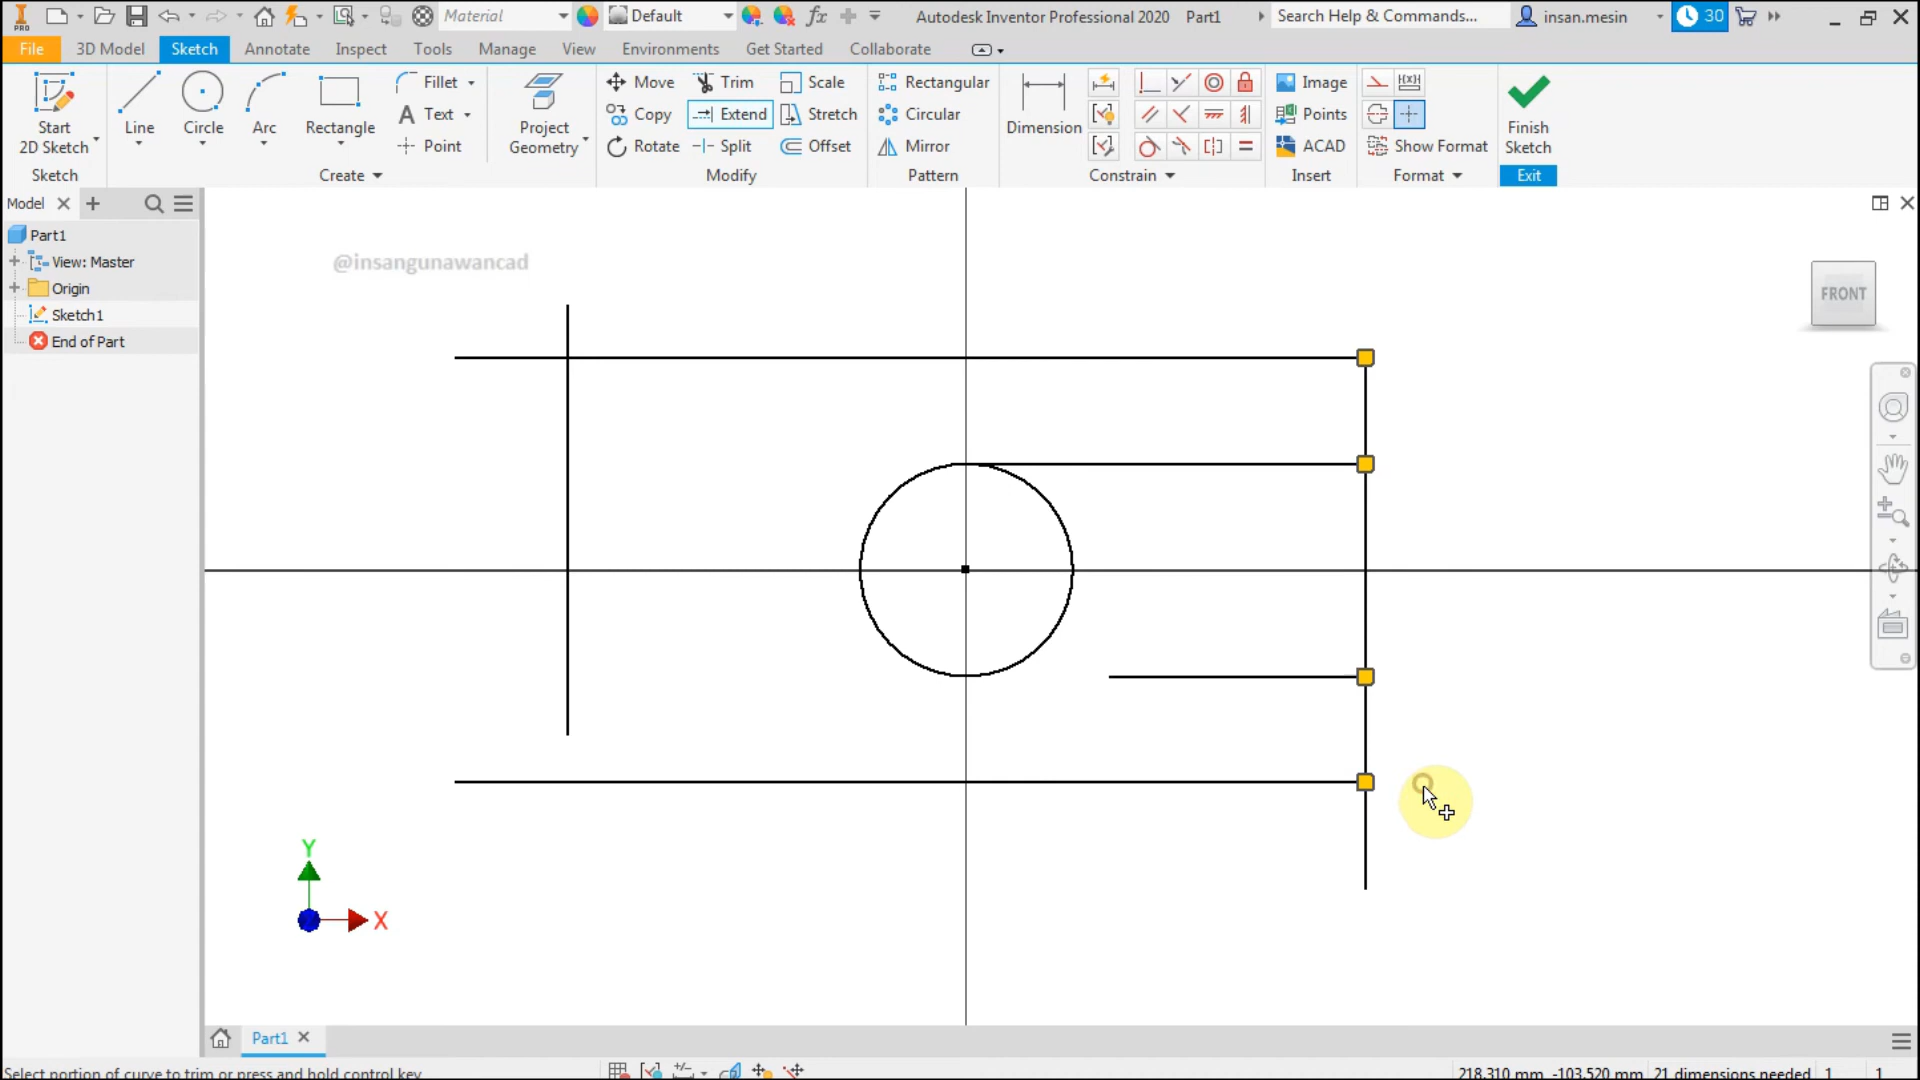 PRO
Material
Default
fx
Autodesk Inventor Professional 2020 Part1
Search Help & Commands...
insan.mesin
30
File
3D Model
Sketch
Annotate
Inspect
Tools
Manage
View
Environments
Get Started
Collaborate
Start
2D Sketch
Line
Circle
Arc
Rectangle
Fillet
Text
Point
Project
Geometry
Move
Copy
Rotate
Trim
Extend
Split
Scale
Stretch
Offset
Rectangular
Circular
Mirror
Dimension
Image
Points
ACAD
Show Format
Finish
Sketch
Sketch
Create
Modify
Pattern
Constrain
Insert
Format
Exit
Model
Part1
View: Master
Origin
Sketch1
End of Part
@insangunawancad
FRONT
Y
X
Part1
Select portion of curve to trim or press and hold control key
218.310 mm, -103.520 mm
21 dimensions needed
1
1